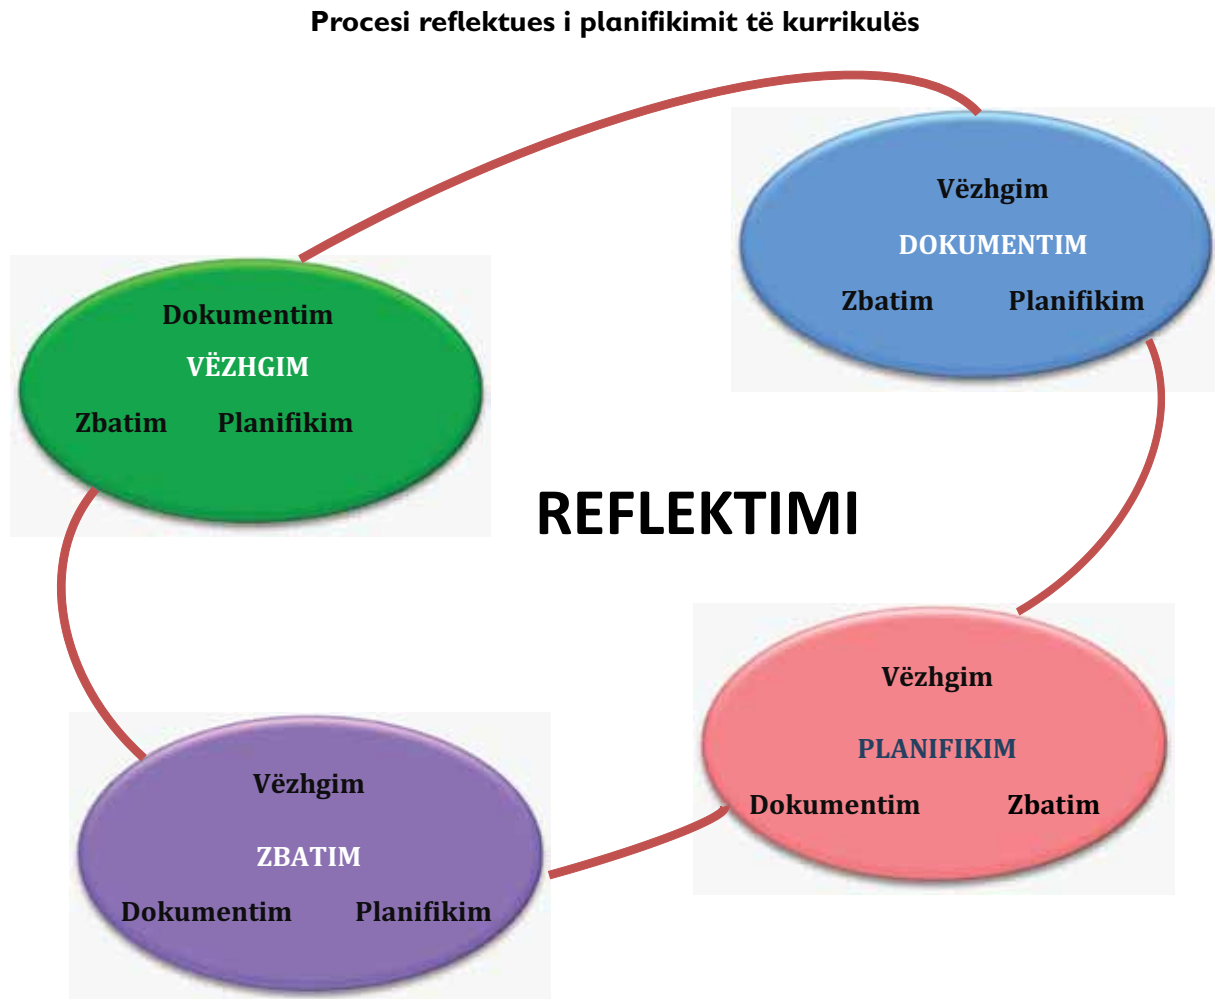 Procesi reflektues i planifikimit të kurrikulës
Vëzhgim
DOKUMENTIM
Zbatim Planifikim
Dokumentim
VËZHGIM
Zbatim Planifikim
REFLEKTIMI
Vëzhgim
PLANIFIKIM
Dokumentim Zbatim
Vëzhgim
ZBATIM
Dokumentim Planifikim